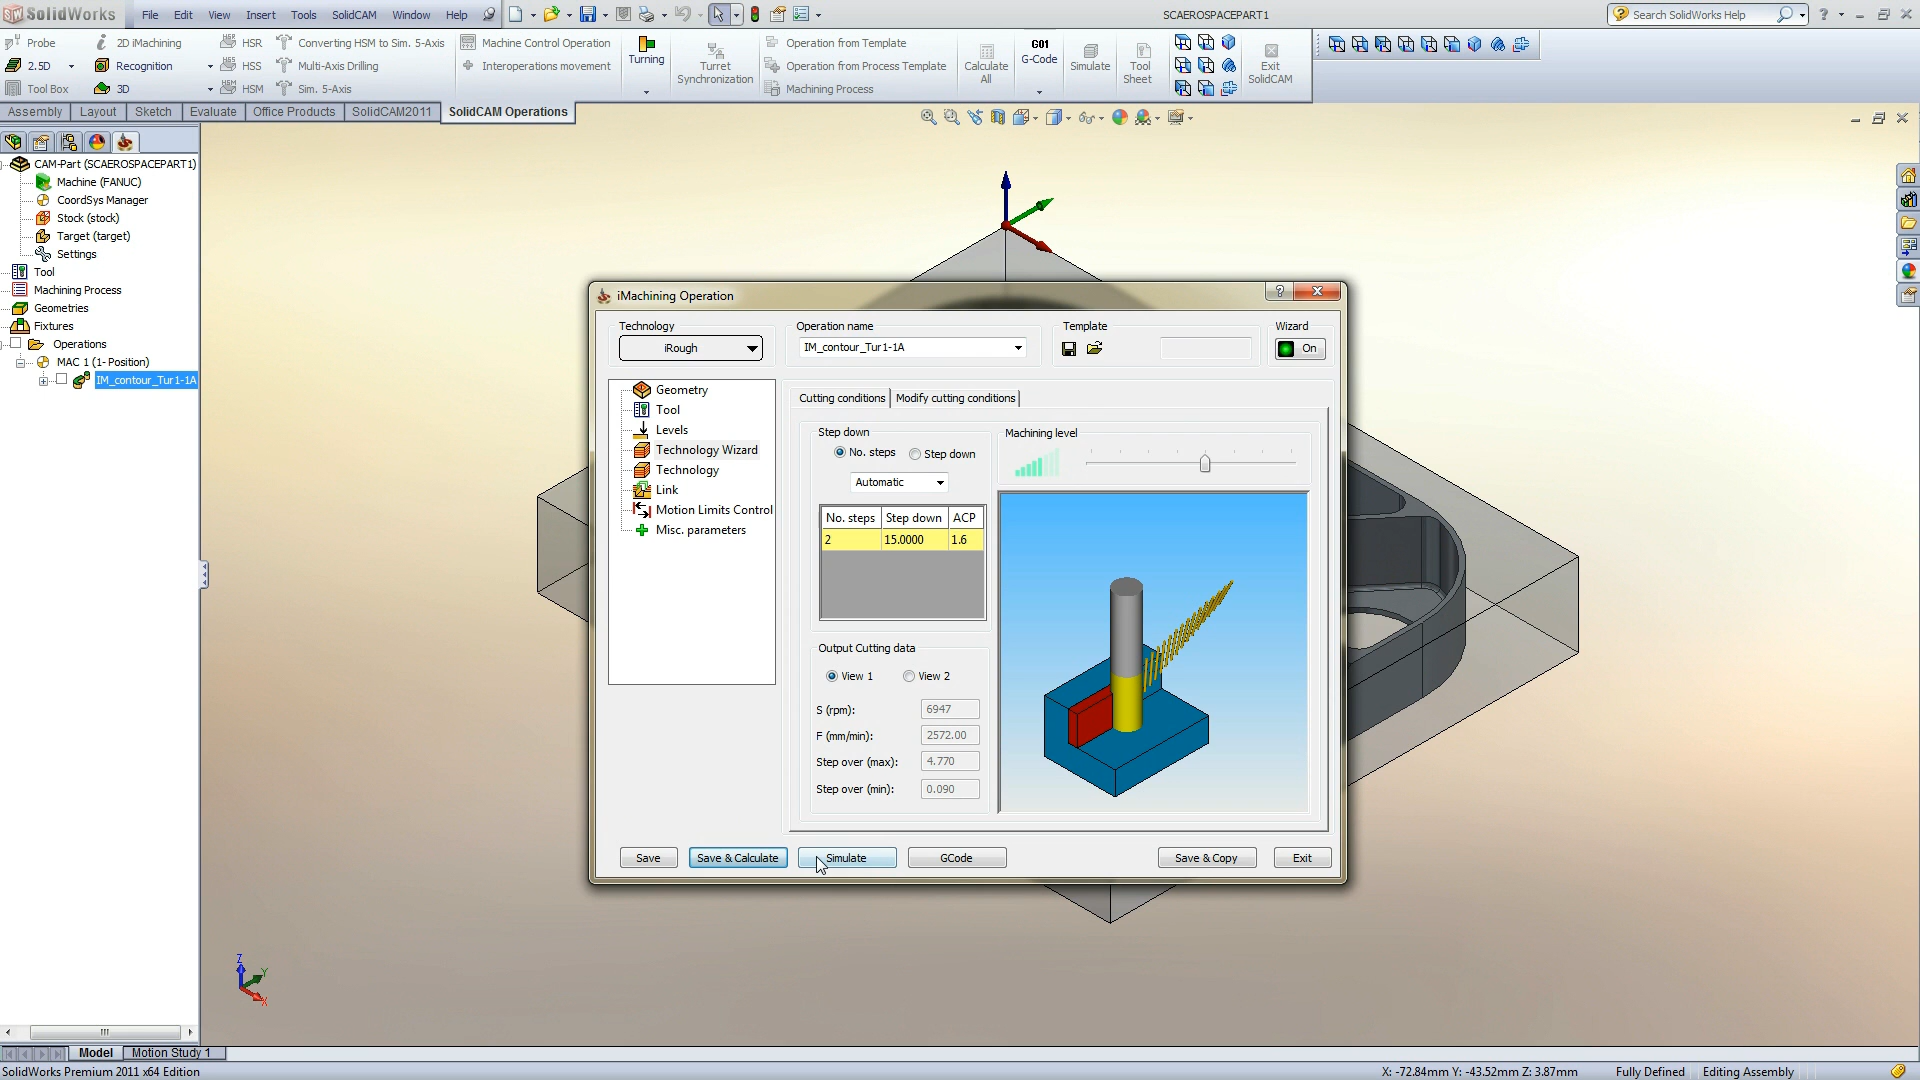 SolidWorks File Edit View Insert Tools SolidCAM Window Help SCAEROSPACEPART1 Search SolidWorks Help
Probe 2D iMachining HSR Converting HSM to Sim. 5-Axis Machine Control Operation Operation from Template
2.5D Recognition HSS Multi-Axis Drilling Interoperations movement Operation from Process Template
Tool Box 3D HSM Sim. 5-Axis Machining Process
Turning
Turret Synchronization
Calculate All
G01
G-Code
Simulate
Tool Sheet
Exit SolidCAM
Assembly Layout Sketch Evaluate Office Products SolidCAM2011 SolidCAM Operations
CAM-Part (SCAEROSPACEPART1)
Machine (FANUC)
CoordSys Manager
Stock (stock)
Target (target)
Settings
Tool
Machining Process
Geometries
Fixtures
Operations
MAC 1 (1- Position)
IM_contour_Tur1-1A
iMachining Operation
Technology Operation name Template Wizard
iRough IM_contour_Tur1-1A On
Geometry
Tool
Levels
Technology Wizard
Technology
Link
Motion Limits Control
Misc. parameters
Cutting conditions Modify cutting conditions
Step down Machining level
No. steps Step down
Automatic
No. steps Step down ACP
2 15.0000 1.6
Output Cutting data
View 1 View 2
S (rpm): 6947
F (mm/min): 2572.00
Step over (max): 4.770
Step over (min): 0.090
Save Save & Calculate Simulate GCode Save & Copy Exit
Z
Y
X
Model Motion Study 1
SolidWorks Premium 2011 x64 Edition X: -72.84mm Y: -43.52mm Z: 3.87mm Fully Defined Editing Assembly